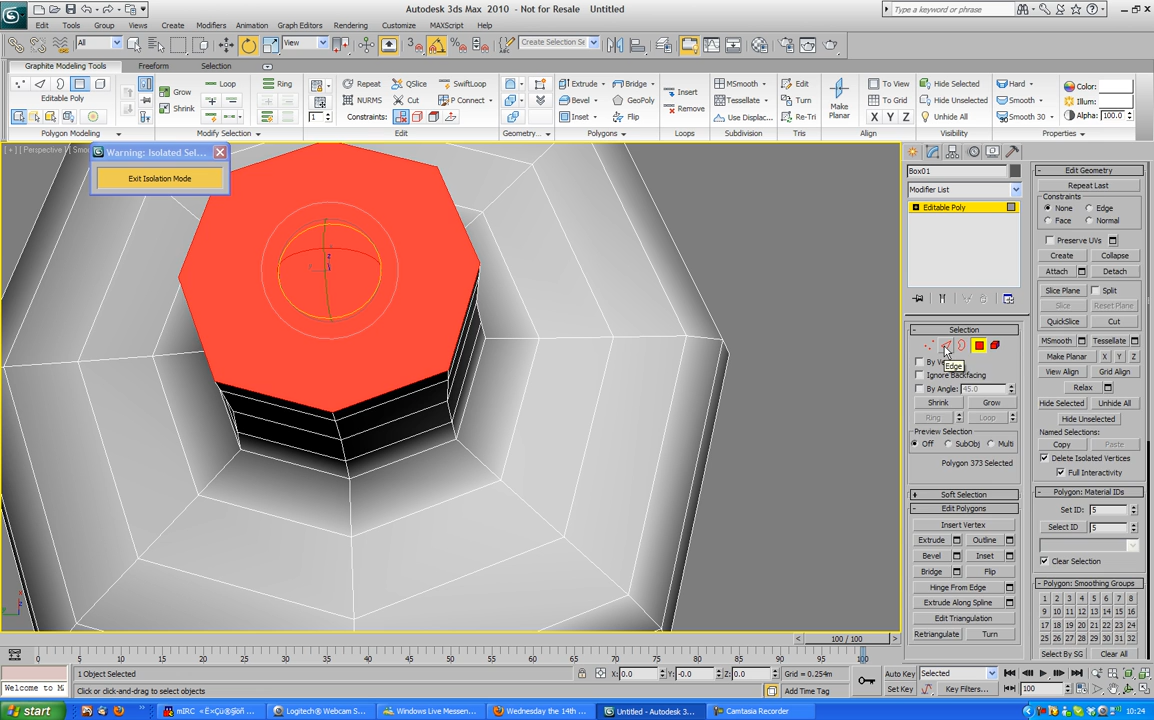 Autodesk 3ds Max 2010 - Not for Resale Untitled
Type a keyword or phrase
Edit Tools Group Views Create Modifiers Animation Graph Editors Rendering Customize MAXScript Help
All View Create Selection Se
Graphite Modeling Tools Freeform Selection
Grow Loop Ring Repeat QSlice SwiftLoop Extrude Bridge Insert MSmooth Edit To View Hide Selected Hard Color:
Edit Poly Shrink NURMS Cut P Connect Bevel GeoPoly Remove Tessellate Turn Make Planar To Grid Hide Unselected Smooth Illum:
1 Constraints: Inset Flip Use Displac... Re-Tri X Y Z Unhide All Smooth 30 Alpha: 100.0
Polygon Modeling Modify Selection Edit Geometry... Polygons Loops Subdivision Align Visibility Properties
[ + ] [ Perspective ]
Warning: Isolated Sel...
Exit Isolation Mode
z
Box01
Modifier List
Editable Poly
Selection
Edge
By Ve
Ignore Backfacing
By Angle: 45.0
Shrink Grow
Ring Loop
Preview Selection
Off SubObj Multi
Polygon 373 Selected
Soft Selection
Edit Polygons
Insert Vertex
Extrude Outline
Bevel Inset
Bridge Flip
Hinge From Edge
Extrude Along Spline
Edit Triangulation
Retriangulate Turn
Edit Geometry
Repeat Last
Constraints
None Edge
Face Normal
Preserve UVs
Create Collapse
Attach Detach
Slice Plane Split
Slice Reset Plane
QuickSlice Cut
MSmooth Tessellate
Make Planar X Y Z
View Align Grid Align
Relax
Hide Selected Unhide All
Hide Unselected
Named Selections:
Copy Paste
Delete Isolated Vertices
Full Interactivity
Polygon: Material IDs
Set ID: 5
Select ID 5
Clear Selection
Polygon: Smoothing Groups
1 2 3 4 5 6 7 8
9 10 11 12 13 14 15 16
17 18 19 20 21 22 23 24
25 26 27 28 29 30 31 32
Select By SG Clear All
< 100 / 100 >
0 5 10 15 20 25 30 35 40 45 50 55 60 65 70 75 80 85 90 95 100
1 Object Selected X: 0.0 Y: -0.0 Z: 0.0 Grid = 0.254m Auto Key Selected
Welcome to M Click or click-and-drag to select objects Add Time Tag Set Key Key Filters... 100
start Logitech® Webcam S... Windows Live Messen... Wednesday the 14th ... Untitled - Autodesk 3... Camtasia Recorder 10:24